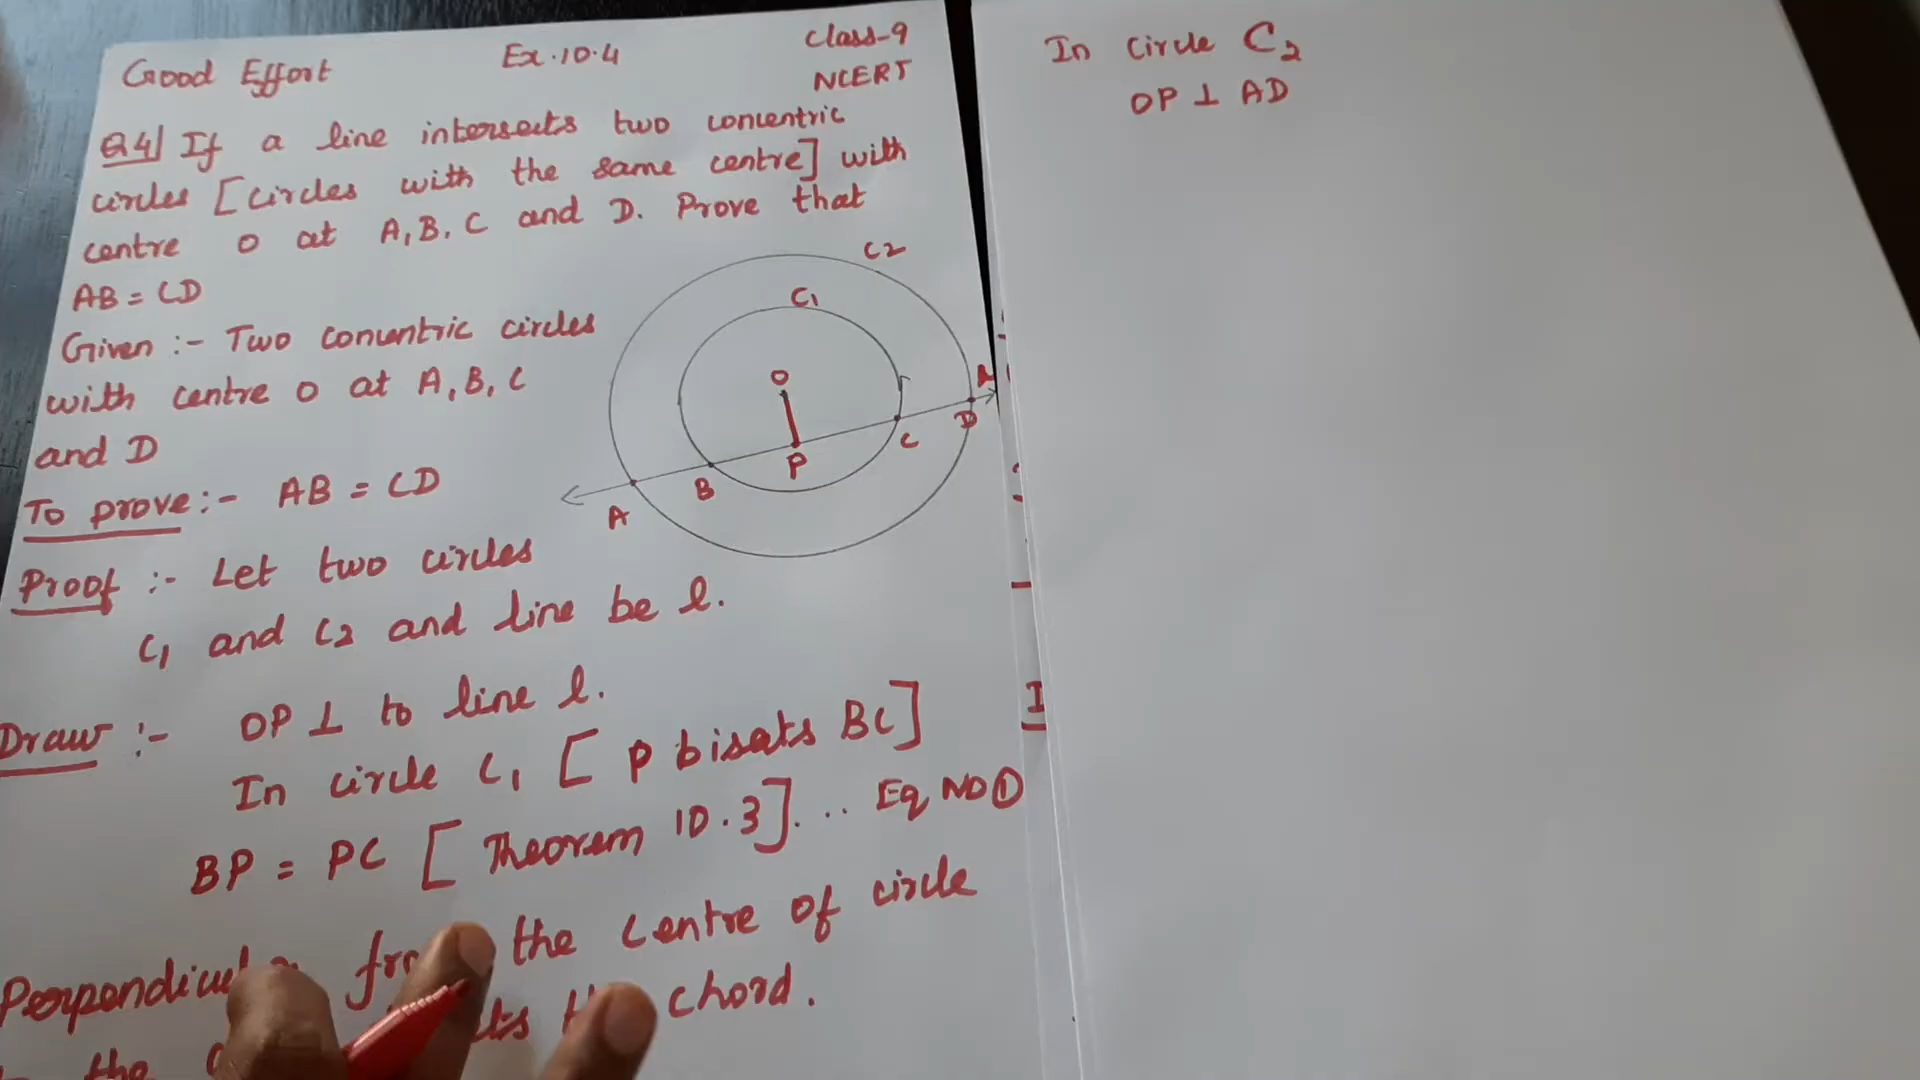 Good Effort Ex.10.4 Class-9
NCERT
Q4| If a line intersects two concentric
circles [circles with the same centre] with
centre O at A, B, C and D. Prove that
AB = CD
Given :- Two concentric circles
with centre O at A, B, C
and D
To prove :- AB = CD
Proof :- Let two circles
C1 and C2 and line be l.
Draw :- OP ⊥ to line l.
In circle C1 [ P bisats BC]
BP = PC [ Theorem 10.3]. ... Eq NO ①
the centre of circle
chord.
the
C2
C1
O
P
A
B
C
D
In Circle C2
OP ⊥ AD